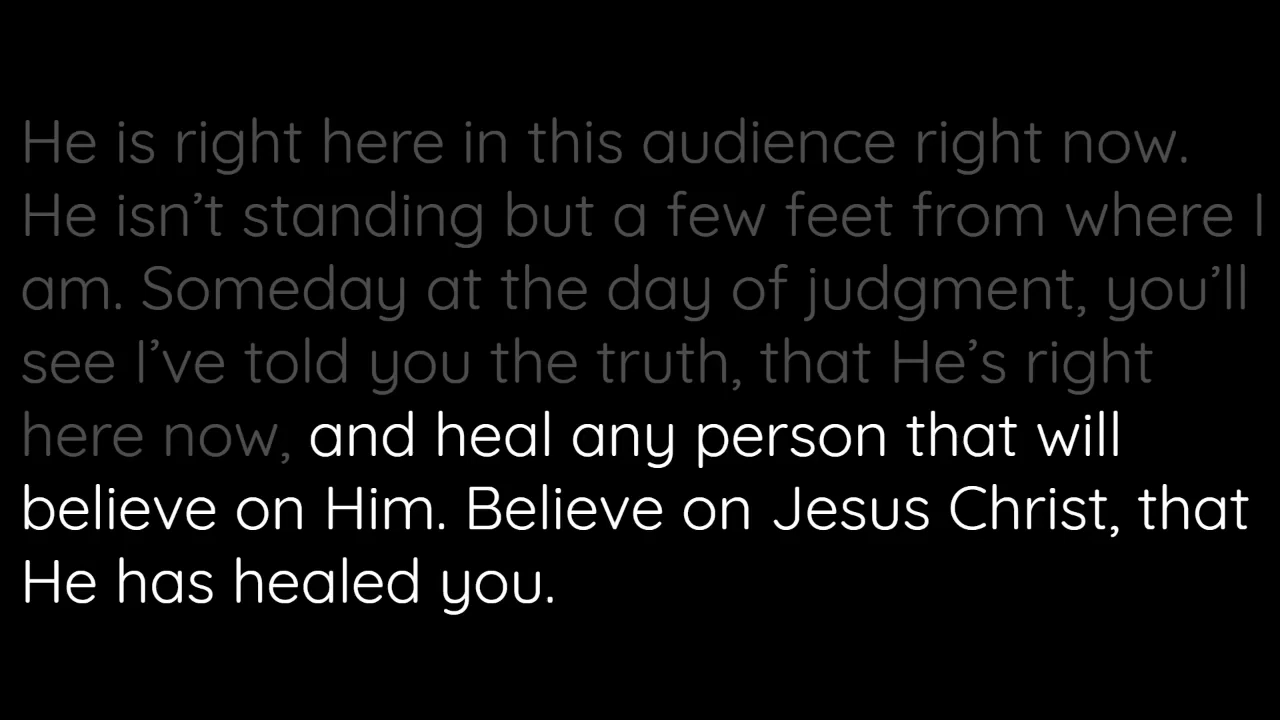 He is right here in this audience right now.
He isn’t standing but a few feet from where I
am. Someday at the day of judgment, you’ll
see I’ve told you the truth, that He’s right
here now, and heal any person that will
believe on Him. Believe on Jesus Christ, that
He has healed you.